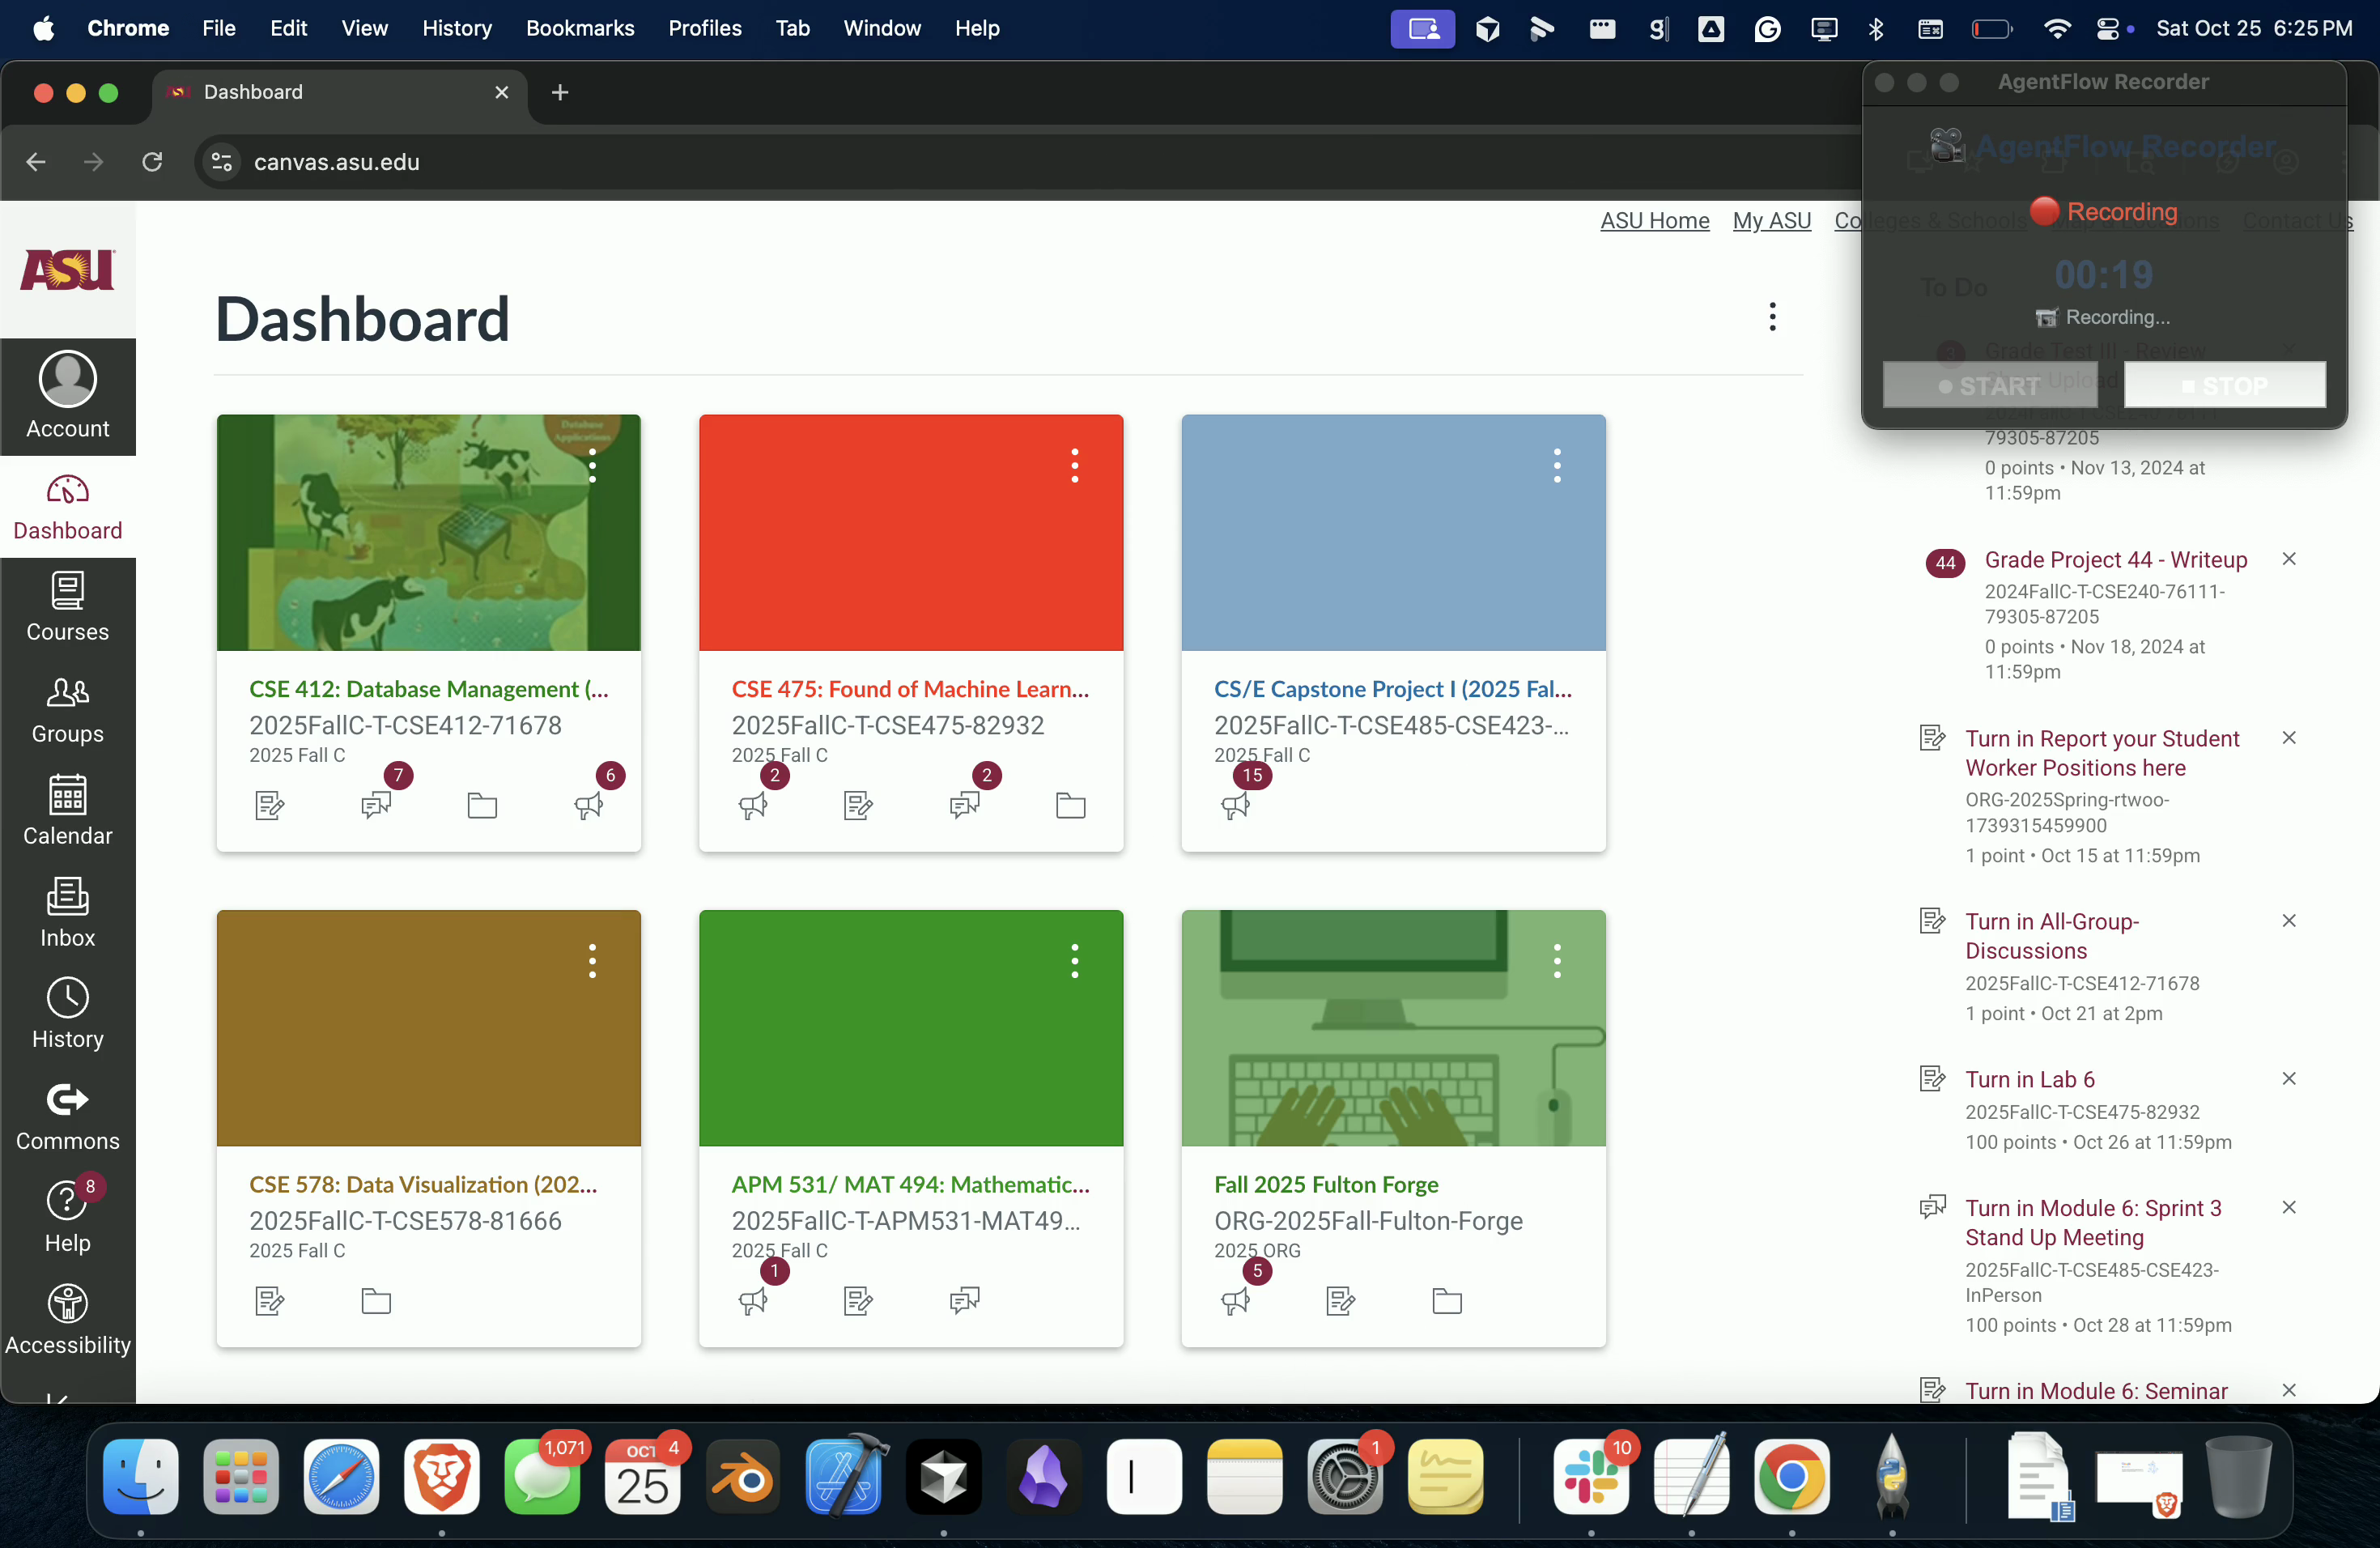 Chrome File Edit View History Bookmarks Profiles Tab Window Help Sat Oct 25 6:25 PM
Dashboard
AgentFlow Recorder
canvas.asu.edu
AgentFlow Recorder
Recording
00:19
Recording...
START STOP
ASU Home My ASU Colleges & Schools Contact Us
ASU
Account
Dashboard
Courses
Groups
Calendar
Inbox
History
Commons
8
Help
Accessibility
Dashboard
Database
Applications
CSE 412: Database Management (...
2025FallC-T-CSE412-71678
2025 Fall C
7 6
CSE 475: Found of Machine Learn...
2025FallC-T-CSE475-82932
2025 Fall C
2 2
CS/E Capstone Project I (2025 Fal...
2025FallC-T-CSE485-CSE423-...
2025 Fall C
15
CSE 578: Data Visualization (202...
2025FallC-T-CSE578-81666
2025 Fall C
APM 531/ MAT 494: Mathematic...
2025FallC-T-APM531-MAT49...
2025 Fall C
1
Fall 2025 Fulton Forge
ORG-2025Fall-Fulton-Forge
2025 ORG
5
To Do
3
Grade Test III - Review
Upload
79305-87205
0 points • Nov 13, 2024 at
11:59pm
44
Grade Project 44 - Writeup
2024FallC-T-CSE240-76111-
79305-87205
0 points • Nov 18, 2024 at
11:59pm
Turn in Report your Student
Worker Positions here
ORG-2025Spring-rtwoo-
1739315459900
1 point • Oct 15 at 11:59pm
Turn in All-Group-
Discussions
2025FallC-T-CSE412-71678
1 point • Oct 21 at 2pm
Turn in Lab 6
2025FallC-T-CSE475-82932
100 points • Oct 26 at 11:59pm
Turn in Module 6: Sprint 3
Stand Up Meeting
2025FallC-T-CSE485-CSE423-
InPerson
100 points • Oct 28 at 11:59pm
Turn in Module 6: Seminar
1,071
OCT 4
25
1
10